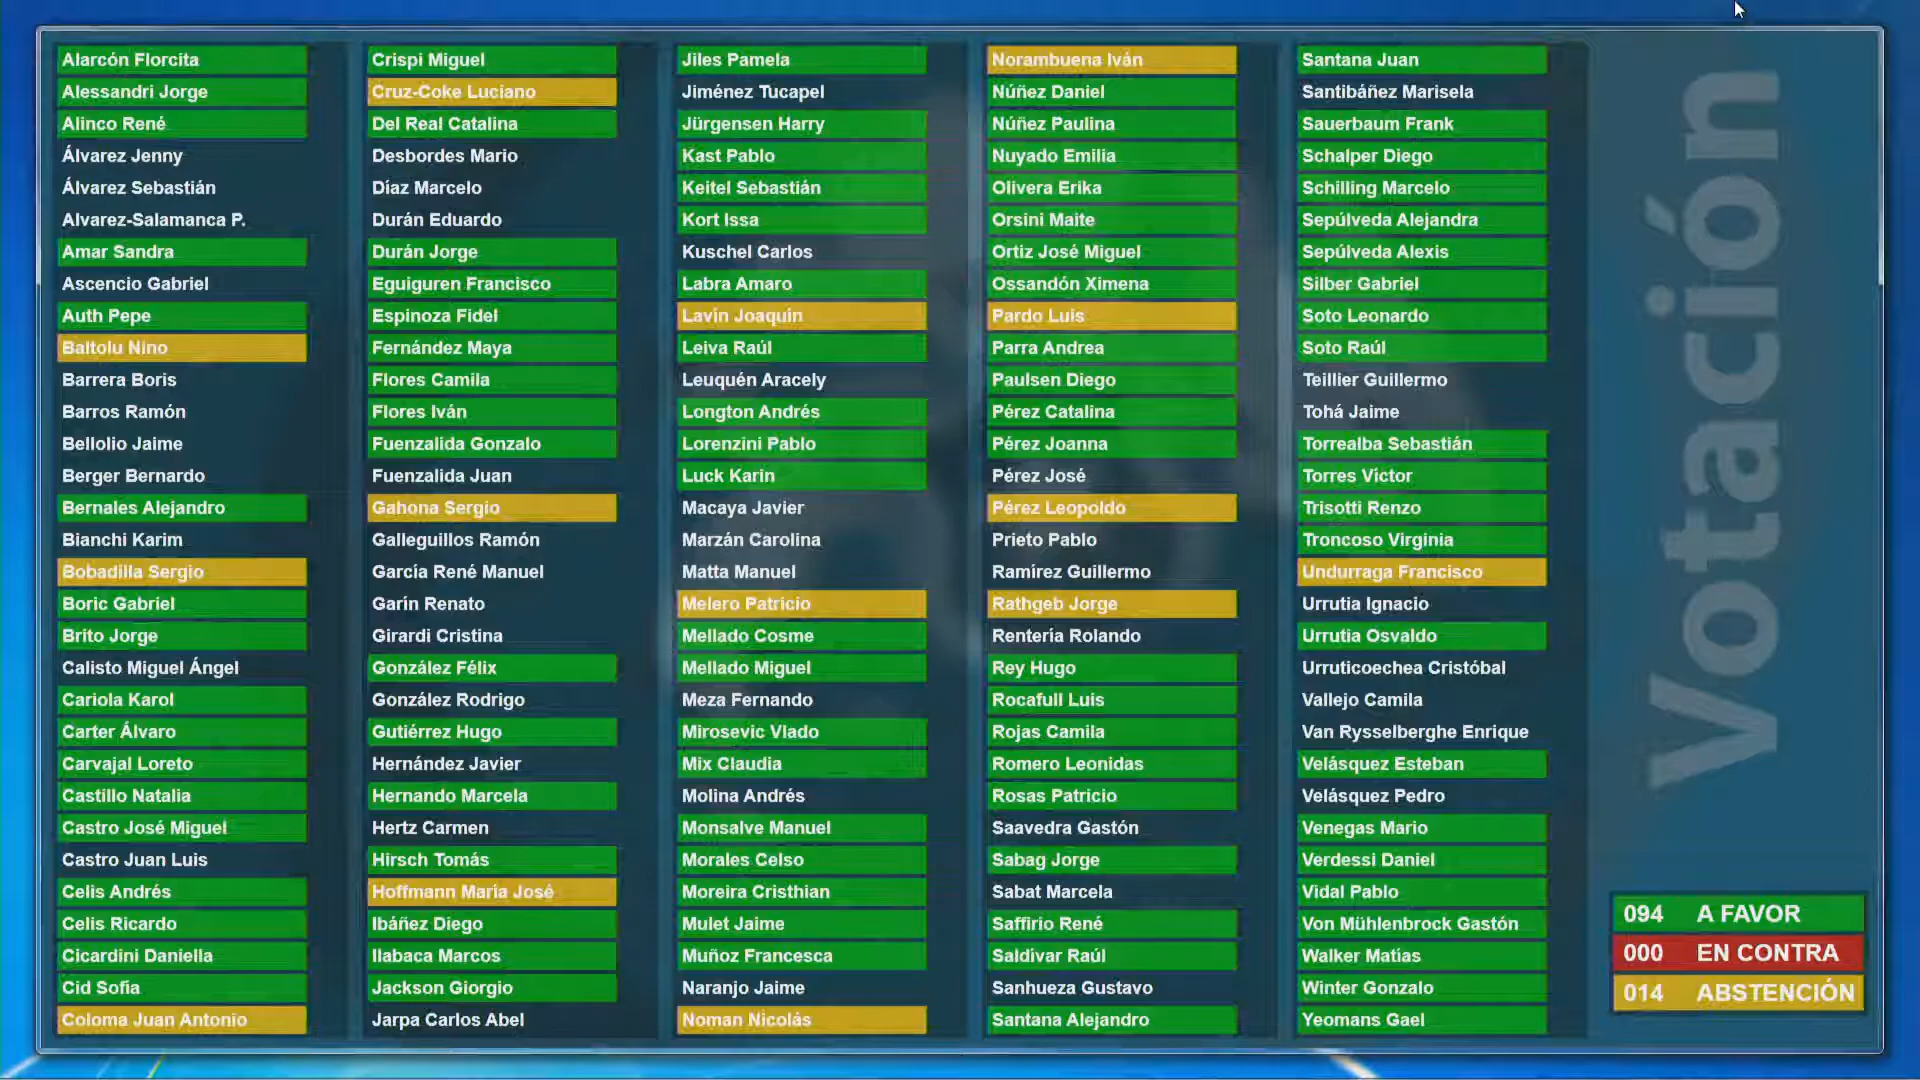 Alarcón Florcita
Alessandri Jorge
Alinco René
Álvarez Jenny
Álvarez Sebastián
Alvarez-Salamanca P.
Amar Sandra
Ascencio Gabriel
Auth Pepe
Baltolu Nino
Barrera Boris
Barros Ramón
Bellolio Jaime
Berger Bernardo
Bernales Alejandro
Bianchi Karim
Bobadilla Sergio
Boric Gabriel
Brito Jorge
Calisto Miguel Ángel
Cariola Karol
Carter Álvaro
Carvajal Loreto
Castillo Natalia
Castro José Miguel
Castro Juan Luis
Celis Andrés
Celis Ricardo
Cicardini Daniella
Cid Sofía
Coloma Juan Antonio
Crispi Miguel
Cruz-Coke Luciano
Del Real Catalina
Desbordes Mario
Díaz Marcelo
Durán Eduardo
Durán Jorge
Eguiguren Francisco
Espinoza Fidel
Fernández Maya
Flores Camila
Flores Iván
Fuenzalida Gonzalo
Fuenzalida Juan
Gahona Sergio
Galleguillos Ramón
García René Manuel
Garín Renato
Girardi Cristina
González Félix
González Rodrigo
Gutiérrez Hugo
Hernández Javier
Hernando Marcela
Hertz Carmen
Hirsch Tomás
Hoffmann María José
Ibáñez Diego
Ilabaca Marcos
Jackson Giorgio
Jarpa Carlos Abel
Jiles Pamela
Jiménez Tucapel
Jürgensen Harry
Kast Pablo
Keitel Sebastián
Kort Issa
Kuschel Carlos
Labra Amaro
Lavín Joaquín
Leiva Raúl
Leuquén Aracely
Longton Andrés
Lorenzini Pablo
Luck Karin
Macaya Javier
Marzán Carolina
Matta Manuel
Melero Patricio
Mellado Cosme
Mellado Miguel
Meza Fernando
Mirosevic Vlado
Mix Claudia
Molina Andrés
Monsalve Manuel
Morales Celso
Moreira Cristhian
Mulet Jaime
Muñoz Francesca
Naranjo Jaime
Noman Nicolás
Norambuena Iván
Núñez Daniel
Núñez Paulina
Nuyado Emilia
Olivera Erika
Orsini Maite
Ortiz José Miguel
Ossandón Ximena
Pardo Luis
Parra Andrea
Paulsen Diego
Pérez Catalina
Pérez Joanna
Pérez José
Pérez Leopoldo
Prieto Pablo
Ramírez Guillermo
Rathgeb Jorge
Rentería Rolando
Rey Hugo
Rocafull Luis
Rojas Camila
Romero Leonidas
Rosas Patricio
Saavedra Gastón
Sabag Jorge
Sabat Marcela
Saffirio René
Saldívar Raúl
Sanhueza Gustavo
Santana Alejandro
Santana Juan
Santibáñez Marisela
Sauerbaum Frank
Schalper Diego
Schilling Marcelo
Sepúlveda Alejandra
Sepúlveda Alexis
Silber Gabriel
Soto Leonardo
Soto Raúl
Teillier Guillermo
Tohá Jaime
Torrealba Sebastián
Torres Víctor
Trisotti Renzo
Troncoso Virginia
Undurraga Francisco
Urrutia Ignacio
Urrutia Osvaldo
Urruticoechea Cristóbal
Vallejo Camila
Van Rysselberghe Enrique
Velásquez Esteban
Velásquez Pedro
Venegas Mario
Verdessi Daniel
Vidal Pablo
Von Mühlenbrock Gastón
Walker Matías
Winter Gonzalo
Yeomans Gael
Votación
094 A FAVOR
000 EN CONTRA
014 ABSTENCIÓN